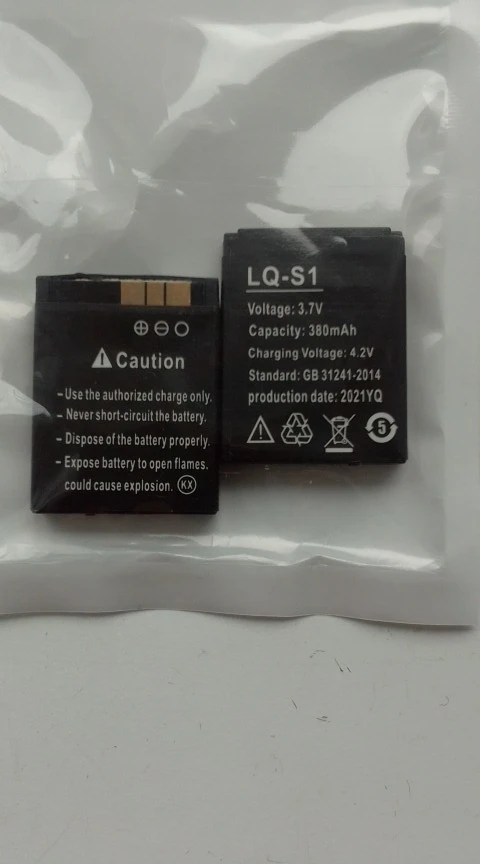 ⊕ ⊖ ○
Caution
-Use the authorized charge only.
-Never short-circuit the battery.
-Dispose of the battery properly.
-Expose battery to open flames.
could cause explosion. KX
LQ-S1
Voltage: 3.7V
Capacity: 380mAh
Charging Voltage: 4.2V
Standard: GB 31241-2014
production date: 2021YQ
5